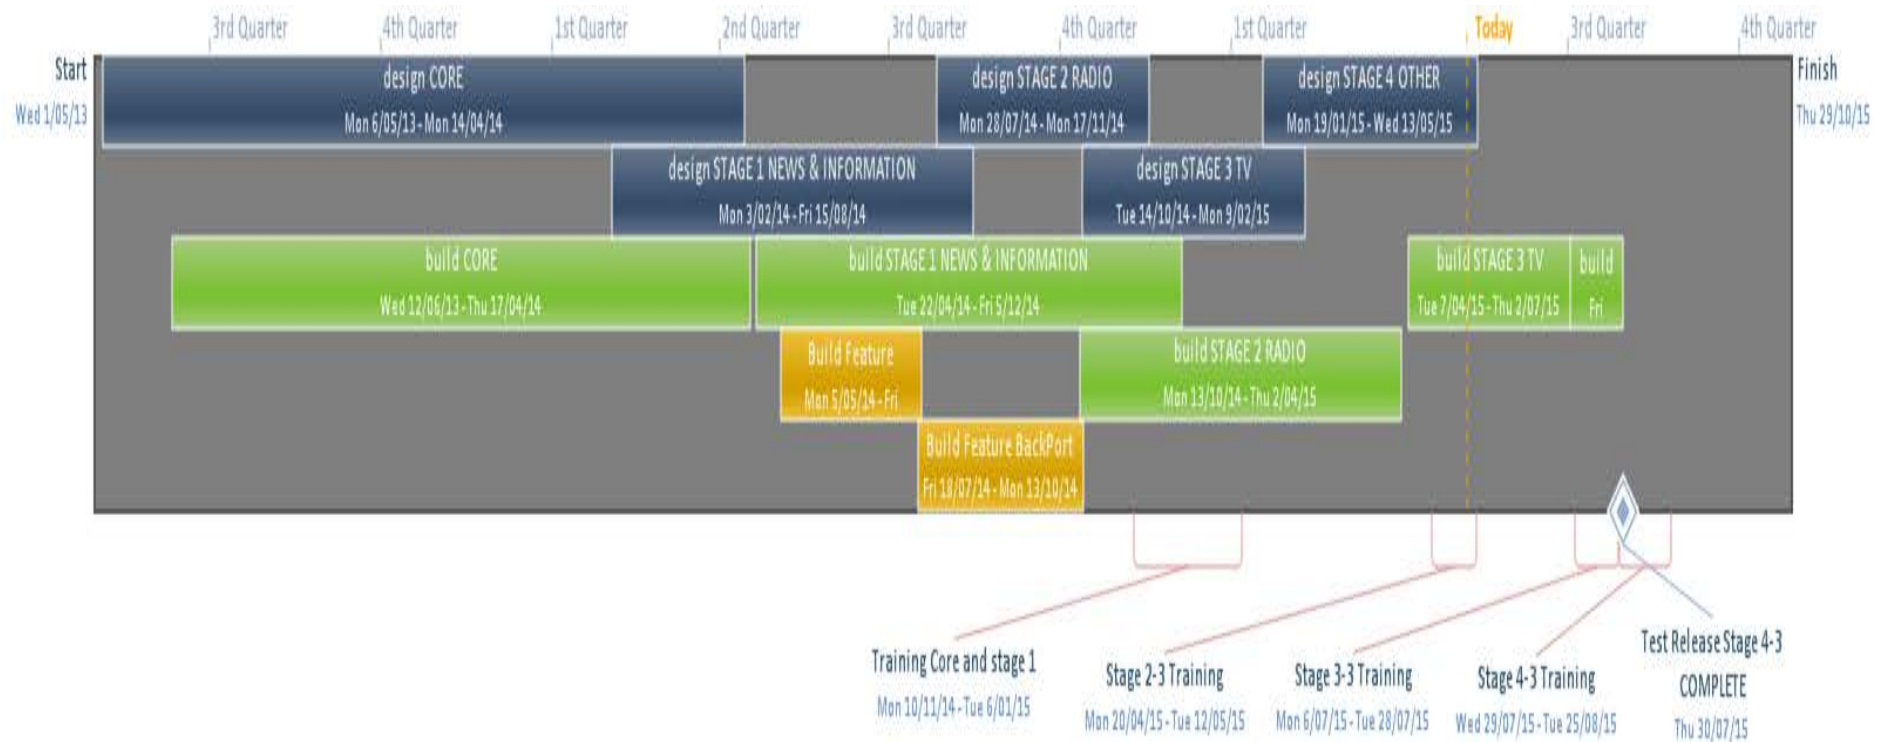 3rd Quarter
4th Quarter
1st Quarter
2nd Quarter
3rd Quarter
4th Quarter
1st Quarter
Today
3rd Quarter
4th Quarter
Start
Wed 1/05/13
Finish
Thu 29/10/15
design CORE
Mon 6/05/13 - Mon 14/04/14
design STAGE 2 RADIO
Mon 28/07/14 - Mon 17/11/14
design STAGE 4 OTHER
Mon 19/01/15 - Wed 13/05/15
design STAGE 1 NEWS & INFORMATION
Mon 3/02/14 - Fri 15/08/14
design STAGE 3 TV
Tue 14/10/14 - Mon 9/02/15
build CORE
Wed 12/06/13 - Thu 17/04/14
build STAGE 1 NEWS & INFORMATION
Tue 22/04/14 - Fri 5/12/14
build STAGE 3 TV
Tue 7/04/15 - Thu 2/07/15
build
Fri
Build Feature
Mon 5/05/14 - Fri
build STAGE 2 RADIO
Mon 13/10/14 - Thu 2/04/15
Build Feature BackPort
Fri 18/07/14 - Mon 13/10/14
Training Core and stage 1
Mon 10/11/14 - Tue 6/01/15
Stage 2-3 Training
Mon 20/04/15 - Tue 12/05/15
Stage 3-3 Training
Mon 6/07/15 - Tue 28/07/15
Stage 4-3 Training
Wed 29/07/15 - Tue 25/08/15
Test Release Stage 4-3
COMPLETE
Thu 30/07/15